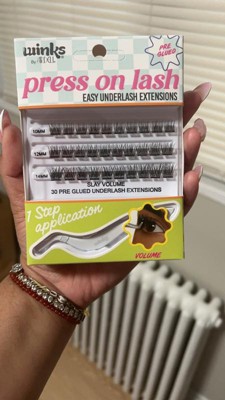 winks
By ARDELL
PRE
GLUED
press on lash
EASY UNDERLASH EXTENSIONS
10MM
12MM
14MM
SLAY VOLUME
30 PRE GLUED UNDERLASH EXTENSIONS
1 Step
application
VOLUME